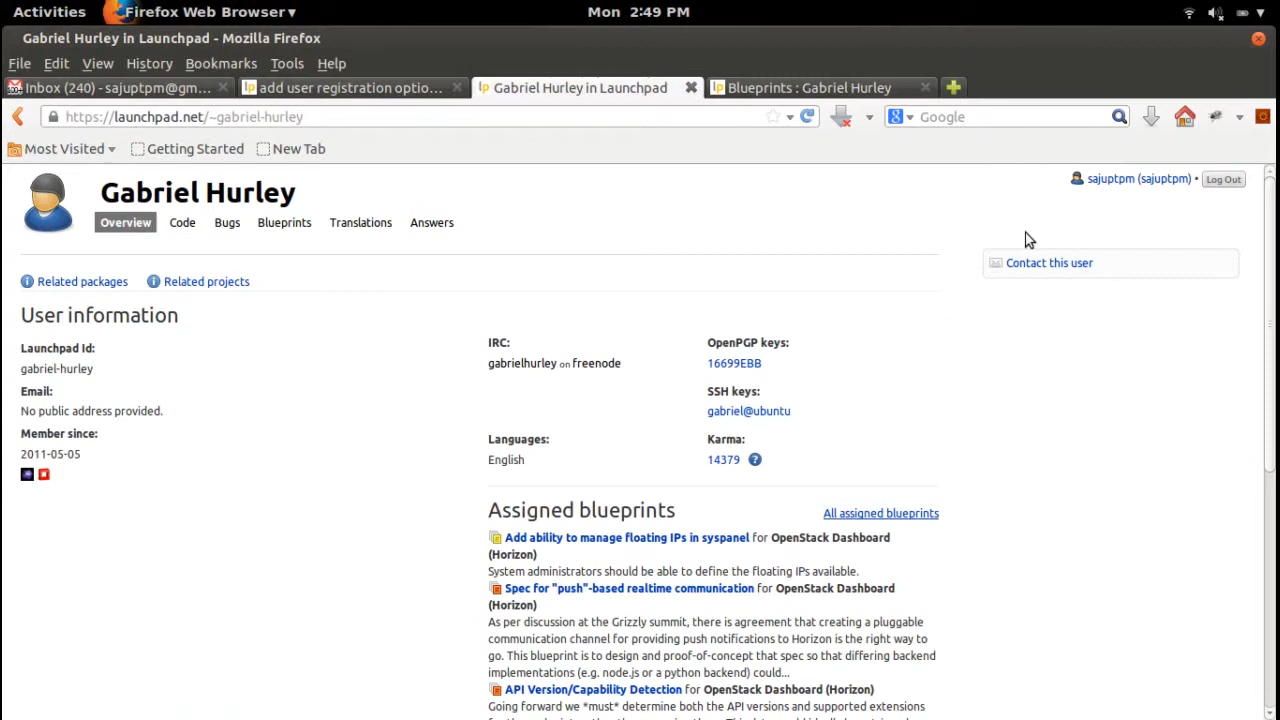 Activities Firefox Web Browser ▾ Mon 2:49 PM
Gabriel Hurley in Launchpad - Mozilla Firefox
File Edit View History Bookmarks Tools Help
Inbox (240) - sajuptpm@gm... add user registration optio... Gabriel Hurley in Launchpad Blueprints : Gabriel Hurley
https://launchpad.net/~gabriel-hurley Google
Most Visited ▾ Getting Started New Tab
sajuptpm (sajuptpm) • Log Out
Gabriel Hurley
Overview Code Bugs Blueprints Translations Answers
Contact this user
Related packages Related projects
User information
Launchpad Id:
gabriel-hurley
Email:
No public address provided.
Member since:
2011-05-05
IRC:
gabrielhurley on freenode
OpenPGP keys:
16699EBB
SSH keys:
gabriel@ubuntu
Languages:
English
Karma:
14379
Assigned blueprints All assigned blueprints
Add ability to manage floating IPs in syspanel for OpenStack Dashboard
(Horizon)
System administrators should be able to define the floating IPs available.
Spec for "push"-based realtime communication for OpenStack Dashboard
(Horizon)
As per discussion at the Grizzly summit, there is agreement that creating a pluggable
communication channel for providing push notifications to Horizon is the right way to
go. This blueprint is to design and proof-of-concept that spec so that differing backend
implementations (e.g. node.js or a python backend) could...
API Version/Capability Detection for OpenStack Dashboard (Horizon)
Going forward we *must* determine both the API versions and supported extensions